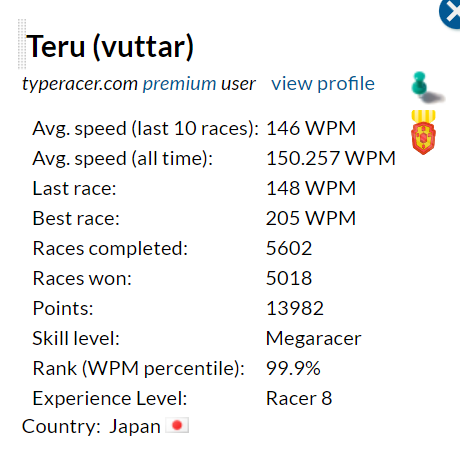 Teru (vuttar)
typeracer.com premium user view profile
Avg. speed (last 10 races): 146 WPM
Avg. speed (all time): 150.257 WPM
Last race: 148 WPM
Best race: 205 WPM
Races completed: 5602
Races won: 5018
Points: 13982
Skill level: Megaracer
Rank (WPM percentile): 99.9%
Experience Level: Racer 8
Country: Japan